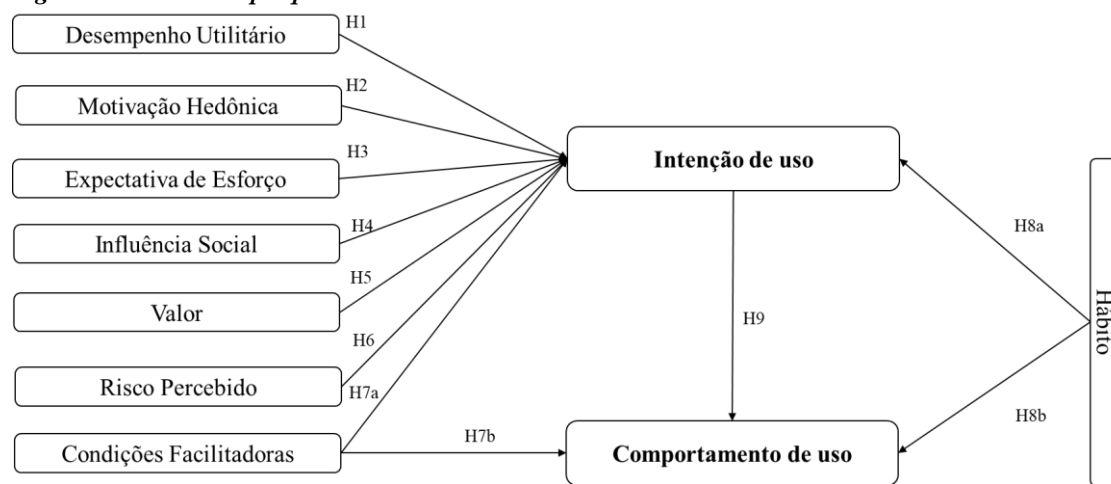 H1
Desempenho Utilitário
H2
Motivação Hedônica
H3
Expectativa de Esforço
H4
Influência Social
H5
Valor
H6
Risco Percebido
H7a
Condições Facilitadoras
H7b
Intenção de uso
H9
Comportamento de uso
H8a
H8b
Hábito